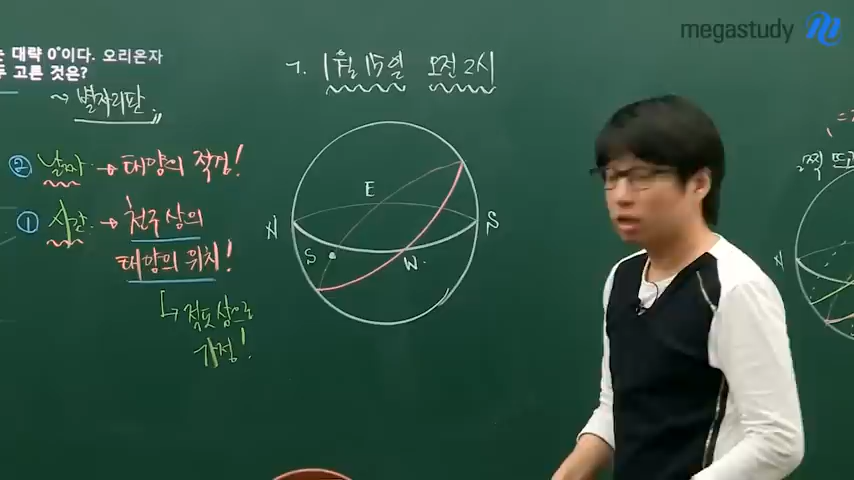 megastudy
는 대략 0°이다. 오리온자
두 고른 것은?
~ 별자리판
② 날짜 → 태양의 적경!
① 시간 → 천구상의
태양의 위치!
↳ 적도상으로
가정!
ㄱ. 1월 15일 오전 2시
E
N
S
S
W
N